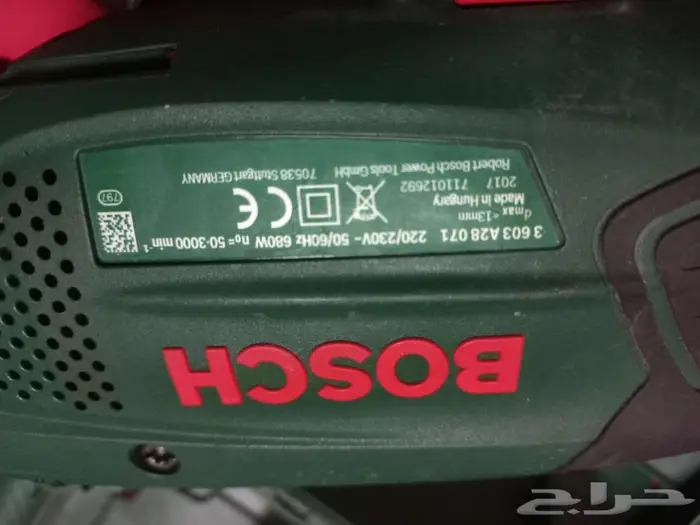 BOSCH
3 603 A28 071 220/230V~ 50/60Hz 680W n₀= 50-3000 min⁻¹
dmax =13mm
Made in Hungary
2017 711012692
Robert Bosch Power Tools GmbH
70538 Stuttgart GERMANY
CE
797
حراج